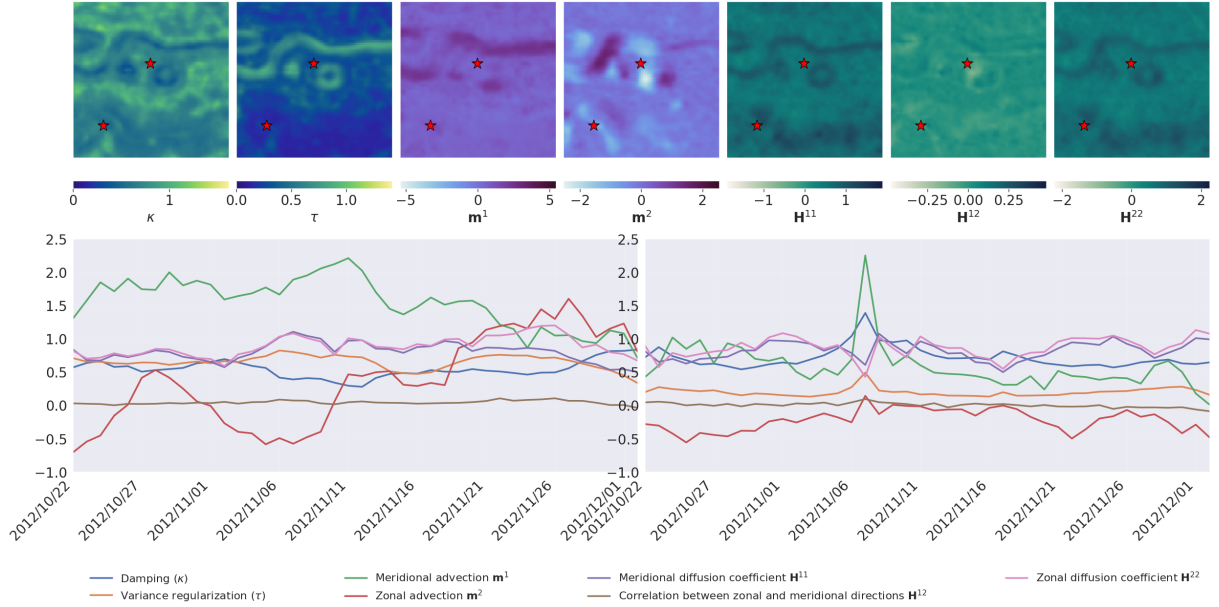 0 1 0.0 0.5 1.0 −5 0 5 −2 0 2 −1 0 1 −0.25 0.00 0.25 −2 0 2
κ τ m¹ m² H¹¹ H¹² H²²
2.5 2.5
2.0 2.0
1.5 1.5
1.0 1.0
0.5 0.5
0.0 0.0
−0.5 −0.5
−1.0 −1.0
2012/10/22 2012/10/27 2012/11/01 2012/11/06 2012/11/11 2012/11/16 2012/11/21 2012/11/26 2012/12/01 2012/10/22 2012/10/27 2012/11/01 2012/11/06 2012/11/11 2012/11/16 2012/11/21 2012/11/26 2012/12/01
Damping (κ) Meridional advection m¹ Meridional diffusion coefficient H¹¹ Zonal diffusion coefficient H²²
Variance regularization (τ) Zonal advection m² Correlation between zonal and meridional directions H¹²